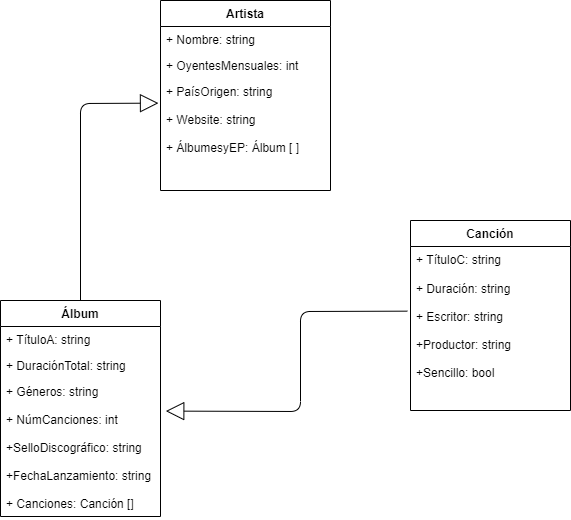 Artista
+ Nombre: string
+ OyentesMensuales: int
+ PaísOrigen: string
+ Website: string
+ ÁlbumesyEP: Álbum [ ]
Canción
+ TítuloC: string
+ Duración: string
+ Escritor: string
+Productor: string
+Sencillo: bool
Álbum
+ TítuloA: string
+ DuraciónTotal: string
+ Géneros: string
+ NúmCanciones: int
+SelloDiscográfico: string
+FechaLanzamiento: string
+ Canciones: Canción []